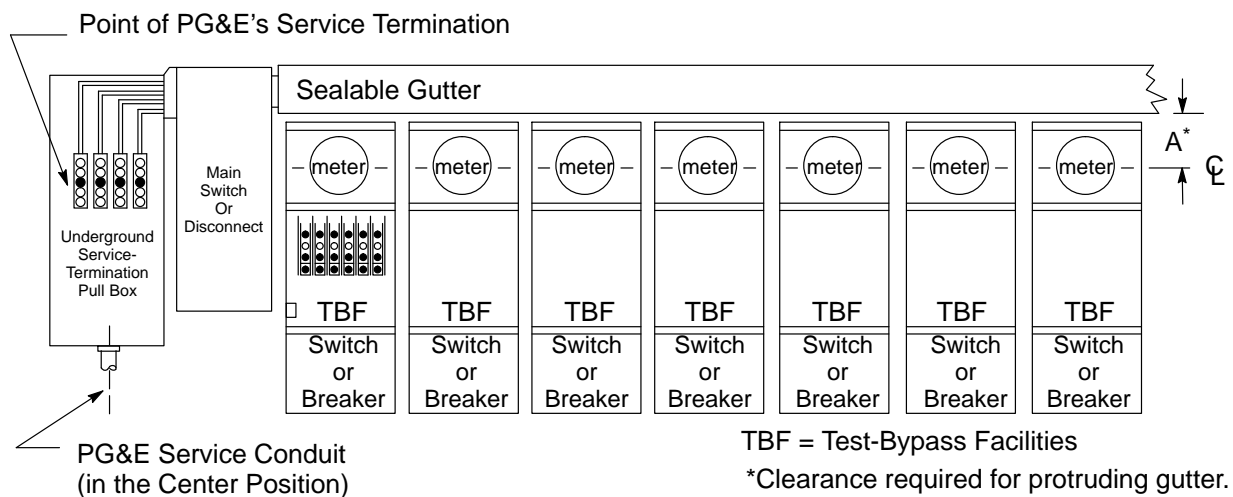 Point of PG&E's Service Termination
Sealable Gutter
A*
℄
meter
meter
meter
meter
meter
meter
meter
Main
Switch
Or
Disconnect
Underground
Service-
Termination
Pull Box
TBF
TBF
TBF
TBF
TBF
TBF
TBF
Switch
or
Breaker
Switch
or
Breaker
Switch
or
Breaker
Switch
or
Breaker
Switch
or
Breaker
Switch
or
Breaker
Switch
or
Breaker
PG&E Service Conduit
(in the Center Position)
TBF = Test-Bypass Facilities
*Clearance required for protruding gutter.